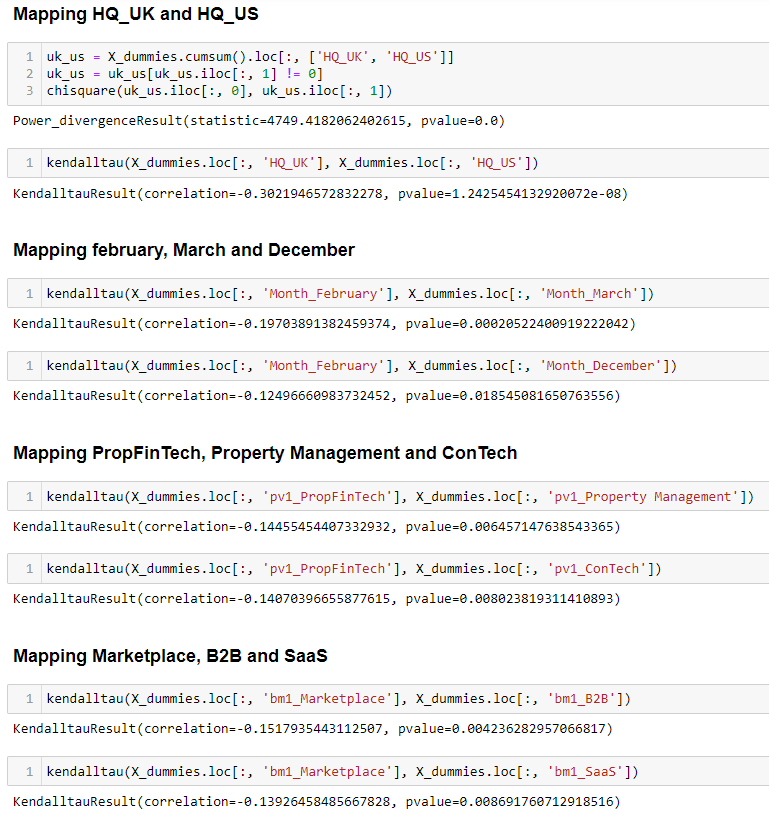 Mapping HQ_UK and HQ_US
1 uk_us = X_dummies.cumsum().loc[:, ['HQ_UK', 'HQ_US']]
2 uk_us = uk_us[uk_us.iloc[:, 1] != 0]
3 chisquare(uk_us.iloc[:, 0], uk_us.iloc[:, 1])
Power_divergenceResult(statistic=4749.4182062402615, pvalue=0.0)
1 kendalltau(X_dummies.loc[:, 'HQ_UK'], X_dummies.loc[:, 'HQ_US'])
KendalltauResult(correlation=-0.3021946572832278, pvalue=1.2425454132920072e-08)
Mapping february, March and December
1 kendalltau(X_dummies.loc[:, 'Month_February'], X_dummies.loc[:, 'Month_March'])
KendalltauResult(correlation=-0.19703891382459374, pvalue=0.00020522400919222042)
1 kendalltau(X_dummies.loc[:, 'Month_February'], X_dummies.loc[:, 'Month_December'])
KendalltauResult(correlation=-0.12496660983732452, pvalue=0.018545081650763556)
Mapping PropFinTech, Property Management and ConTech
1 kendalltau(X_dummies.loc[:, 'pv1_PropFinTech'], X_dummies.loc[:, 'pv1_Property Management'])
KendalltauResult(correlation=-0.14455454407332932, pvalue=0.006457147638543365)
1 kendalltau(X_dummies.loc[:, 'pv1_PropFinTech'], X_dummies.loc[:, 'pv1_ConTech'])
KendalltauResult(correlation=-0.14070396655877615, pvalue=0.008023819311410893)
Mapping Marketplace, B2B and SaaS
1 kendalltau(X_dummies.loc[:, 'bm1_Marketplace'], X_dummies.loc[:, 'bm1_B2B'])
KendalltauResult(correlation=-0.1517935443112507, pvalue=0.004236282957066817)
1 kendalltau(X_dummies.loc[:, 'bm1_Marketplace'], X_dummies.loc[:, 'bm1_SaaS'])
KendalltauResult(correlation=-0.13926458485667828, pvalue=0.008691760712918516)